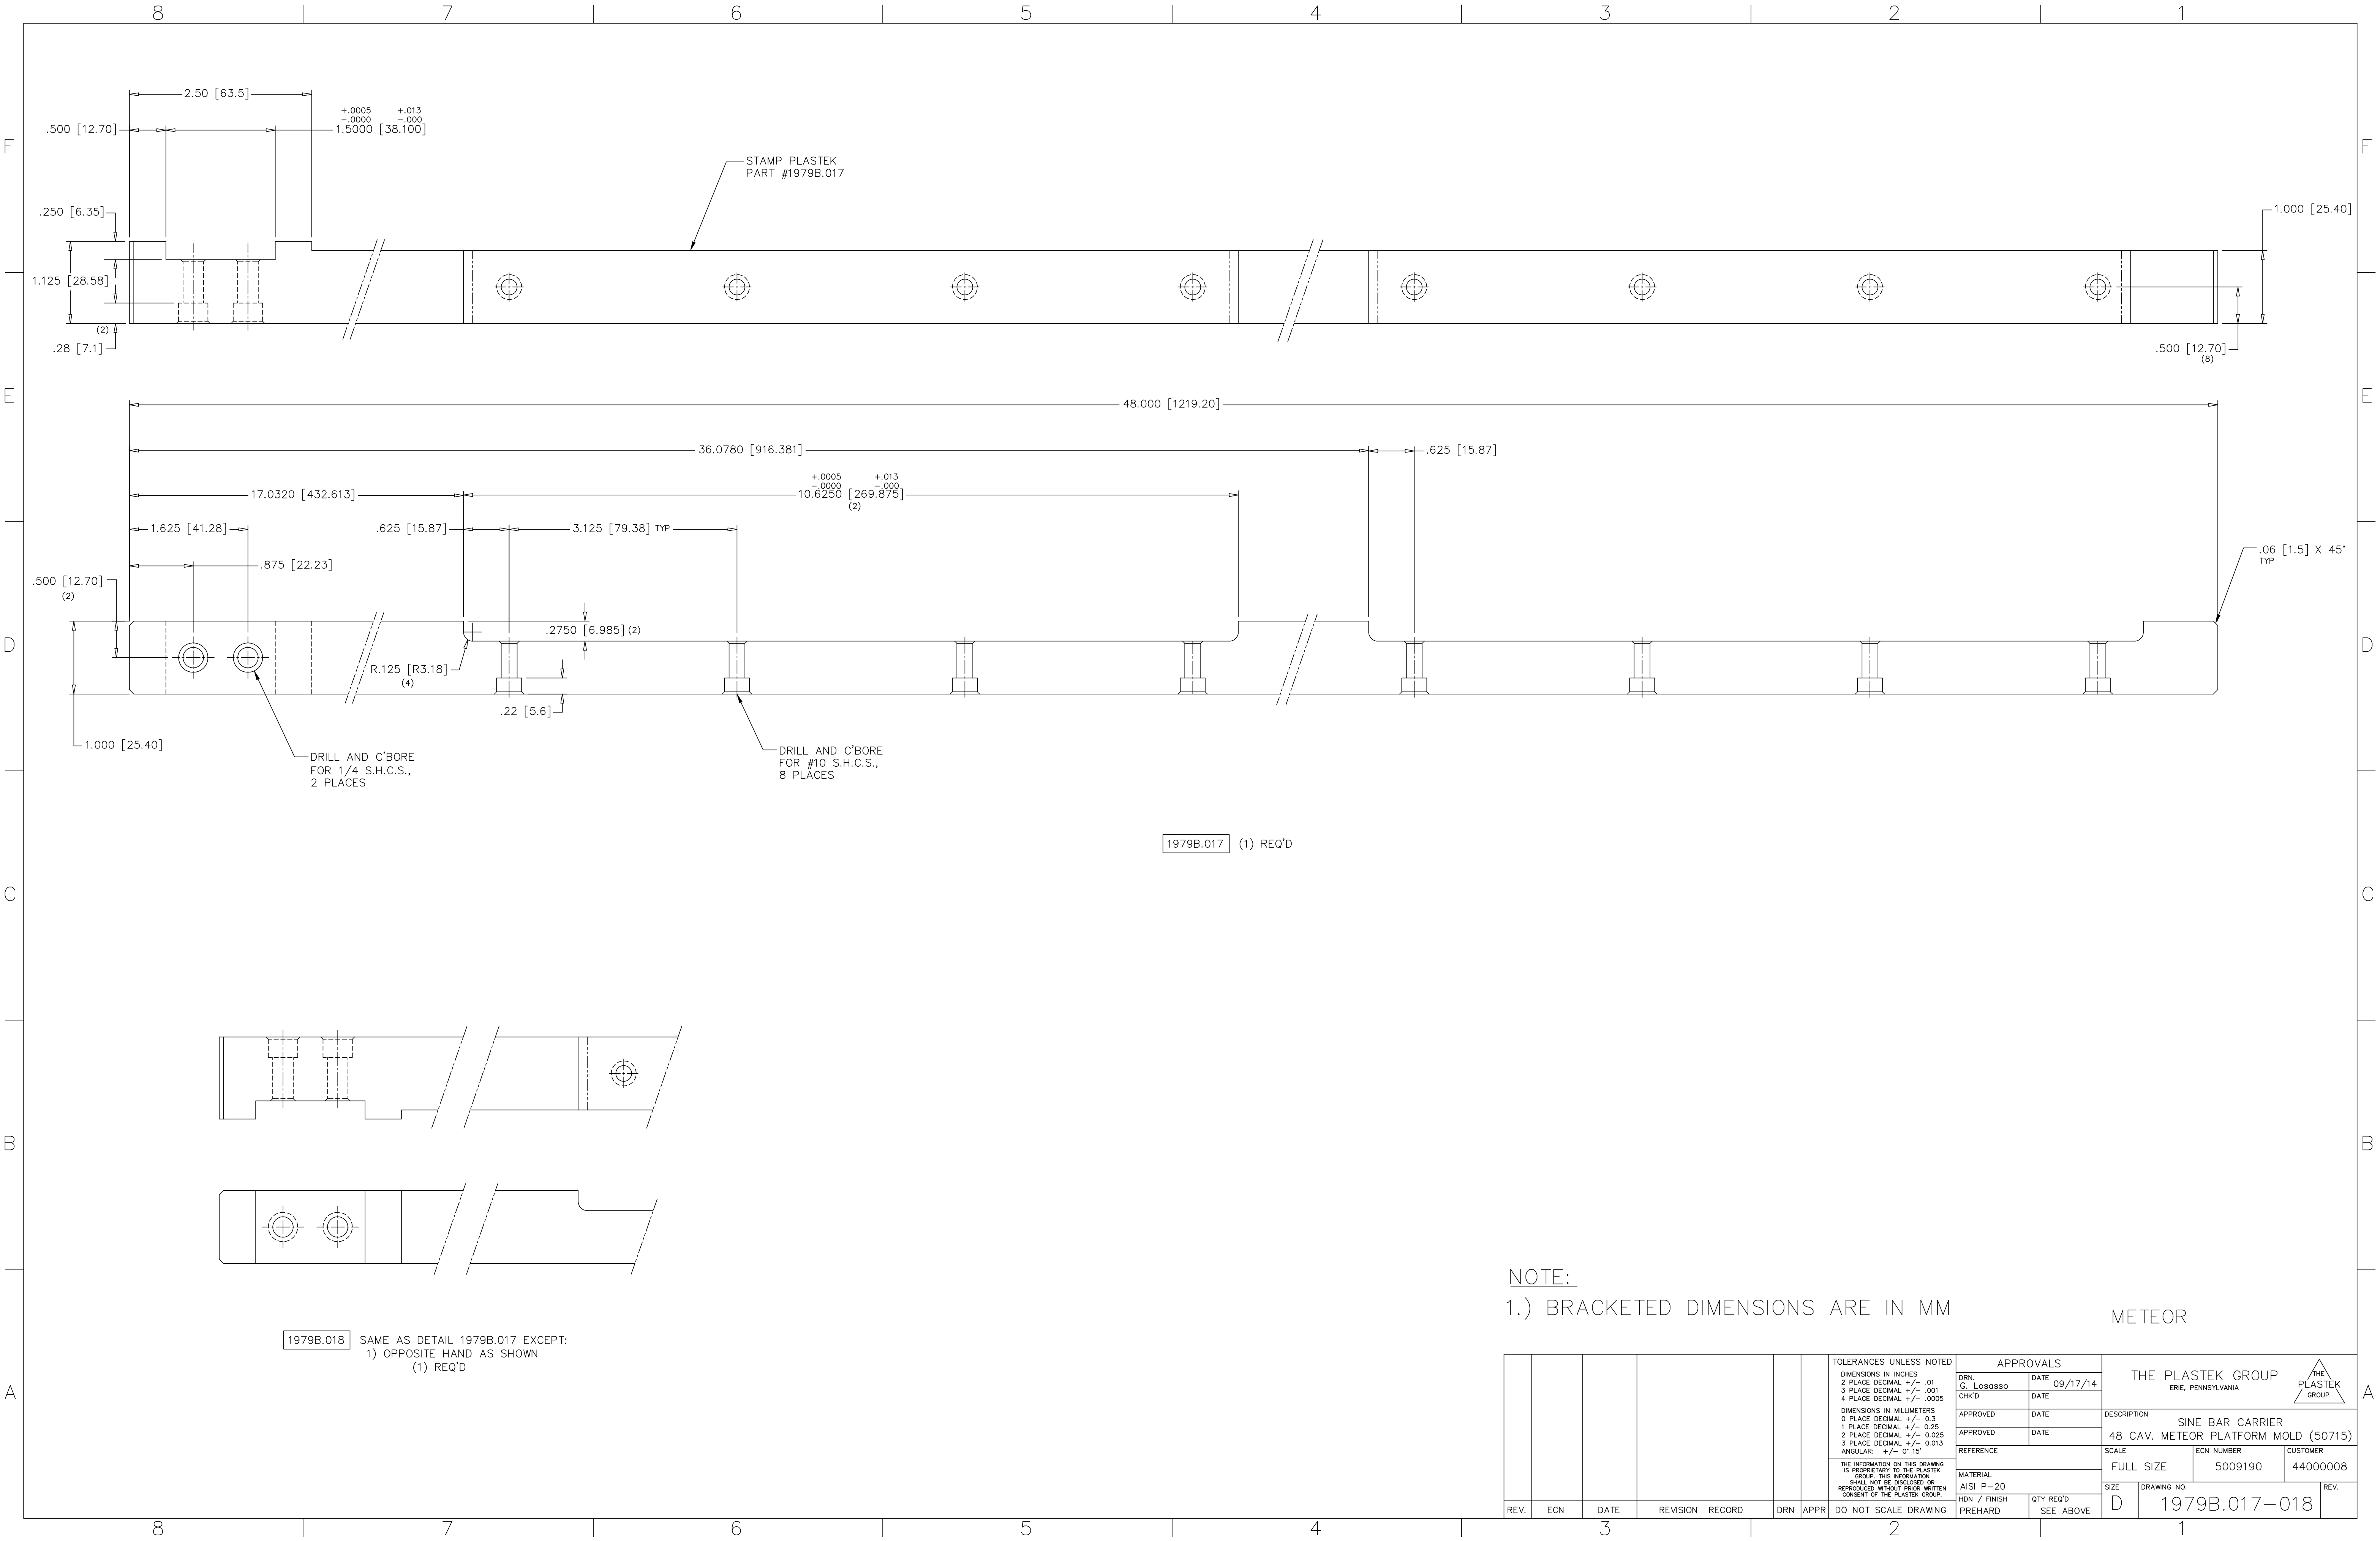 8 7 6 5 4 3 2 1
F
E
D
C
B
A
2.50 [63.5]
.500 [12.70]
+.0005 +.013
-.0000 -.000
1.5000 [38.100]
STAMP PLASTEK
PART #1979B.017
.250 [6.35]
1.125 [28.58]
(2)
.28 [7.1]
1.000 [25.40]
.500 [12.70]
(8)
48.000 [1219.20]
36.0780 [916.381]
.625 [15.87]
+.0005 +.013
-.0000 -.000
17.0320 [432.613]
10.6250 [269.875]
(2)
1.625 [41.28]
.625 [15.87]
3.125 [79.38] TYP
.875 [22.23]
.500 [12.70]
(2)
.06 [1.5] X 45°
TYP
.2750 [6.985] (2)
R.125 [R3.18]
(4)
.22 [5.6]
1.000 [25.40]
DRILL AND C'BORE
FOR 1/4 S.H.C.S.,
2 PLACES
DRILL AND C'BORE
FOR #10 S.H.C.S.,
8 PLACES
1979B.017 (1) REQ'D
1979B.018 SAME AS DETAIL 1979B.017 EXCEPT:
1) OPPOSITE HAND AS SHOWN
(1) REQ'D
NOTE:
1.) BRACKETED DIMENSIONS ARE IN MM
METEOR
TOLERANCES UNLESS NOTED
DIMENSIONS IN INCHES
2 PLACE DECIMAL +/- .01
3 PLACE DECIMAL +/- .001
4 PLACE DECIMAL +/- .0005
DIMENSIONS IN MILLIMETERS
0 PLACE DECIMAL +/- 0.3
1 PLACE DECIMAL +/- 0.25
2 PLACE DECIMAL +/- 0.025
3 PLACE DECIMAL +/- 0.013
ANGULAR: +/- 0° 15'
THE INFORMATION ON THIS DRAWING
IS PROPRIETARY TO THE PLASTEK
GROUP. THIS INFORMATION
SHALL NOT BE DISCLOSED OR
REPRODUCED WITHOUT PRIOR WRITTEN
CONSENT OF THE PLASTEK GROUP.
REV. ECN DATE REVISION RECORD DRN APPR DO NOT SCALE DRAWING
APPROVALS
DRN. G. Losasso DATE 09/17/14
CHK'D DATE
APPROVED DATE
APPROVED DATE
REFERENCE
MATERIAL
AISI P-20
HDN / FINISH
PREHARD
QTY REQ'D
SEE ABOVE
THE PLASTEK GROUP
ERIE, PENNSYLVANIA
THE
PLASTEK
GROUP
DESCRIPTION
SINE BAR CARRIER
48 CAV. METEOR PLATFORM MOLD (50715)
SCALE
FULL SIZE
ECN NUMBER
5009190
CUSTOMER
44000008
SIZE
D
DRAWING NO.
1979B.017-018
REV.
F
E
D
C
B
A
8 7 6 5 4 3 2 1